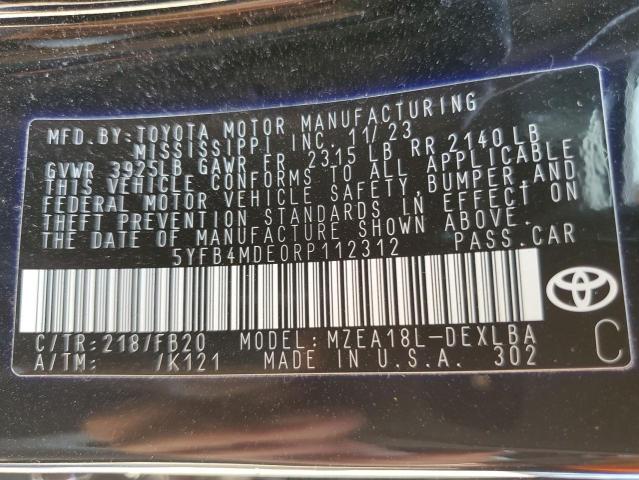 MFD. BY: TOYOTA MOTOR MANUFACTURING
MISSISSIPPI INC. 11/23
GVWR 3925LB GAWR FR 2315 LB RR 2140 LB
THIS VEHICLE CONFORMS TO ALL APPLICABLE
FEDERAL MOTOR VEHICLE SAFETY, BUMPER, AND
THEFT PREVENTION STANDARDS IN EFFECT ON
THE DATE OF MANUFACTURE SHOWN ABOVE.
5YFB4MDE0RP112312 PASS. CAR
C/TR: 218/FB20 MODEL: MZEA18L-DEXLBA
A/TM: /K121 MADE IN U.S.A. 302 C